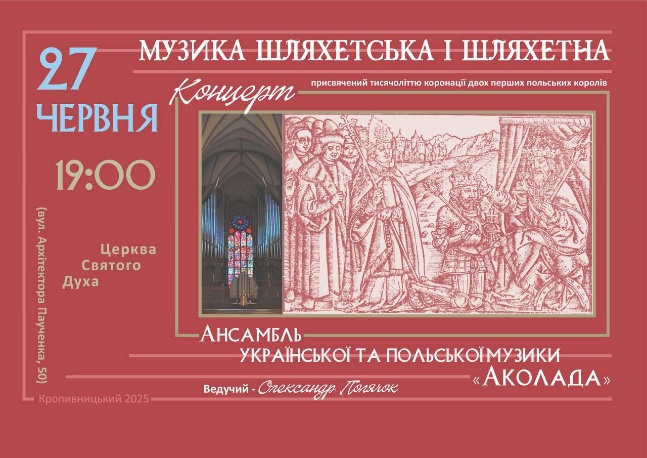 27
ЧЕРВНЯ
19:00
МУЗИКА ШЛЯХЕТСЬКА І ШЛЯХЕТНА
Концерт
присвячений тисячоліттю коронації двох перших польських королів
Церква
Святого
Духа
(вул. Архітектора Паученка, 50)
Ансамбль
української та польської музики
«Аколада»
Ведучий - Олександр Полячок
Кропивницький 2025